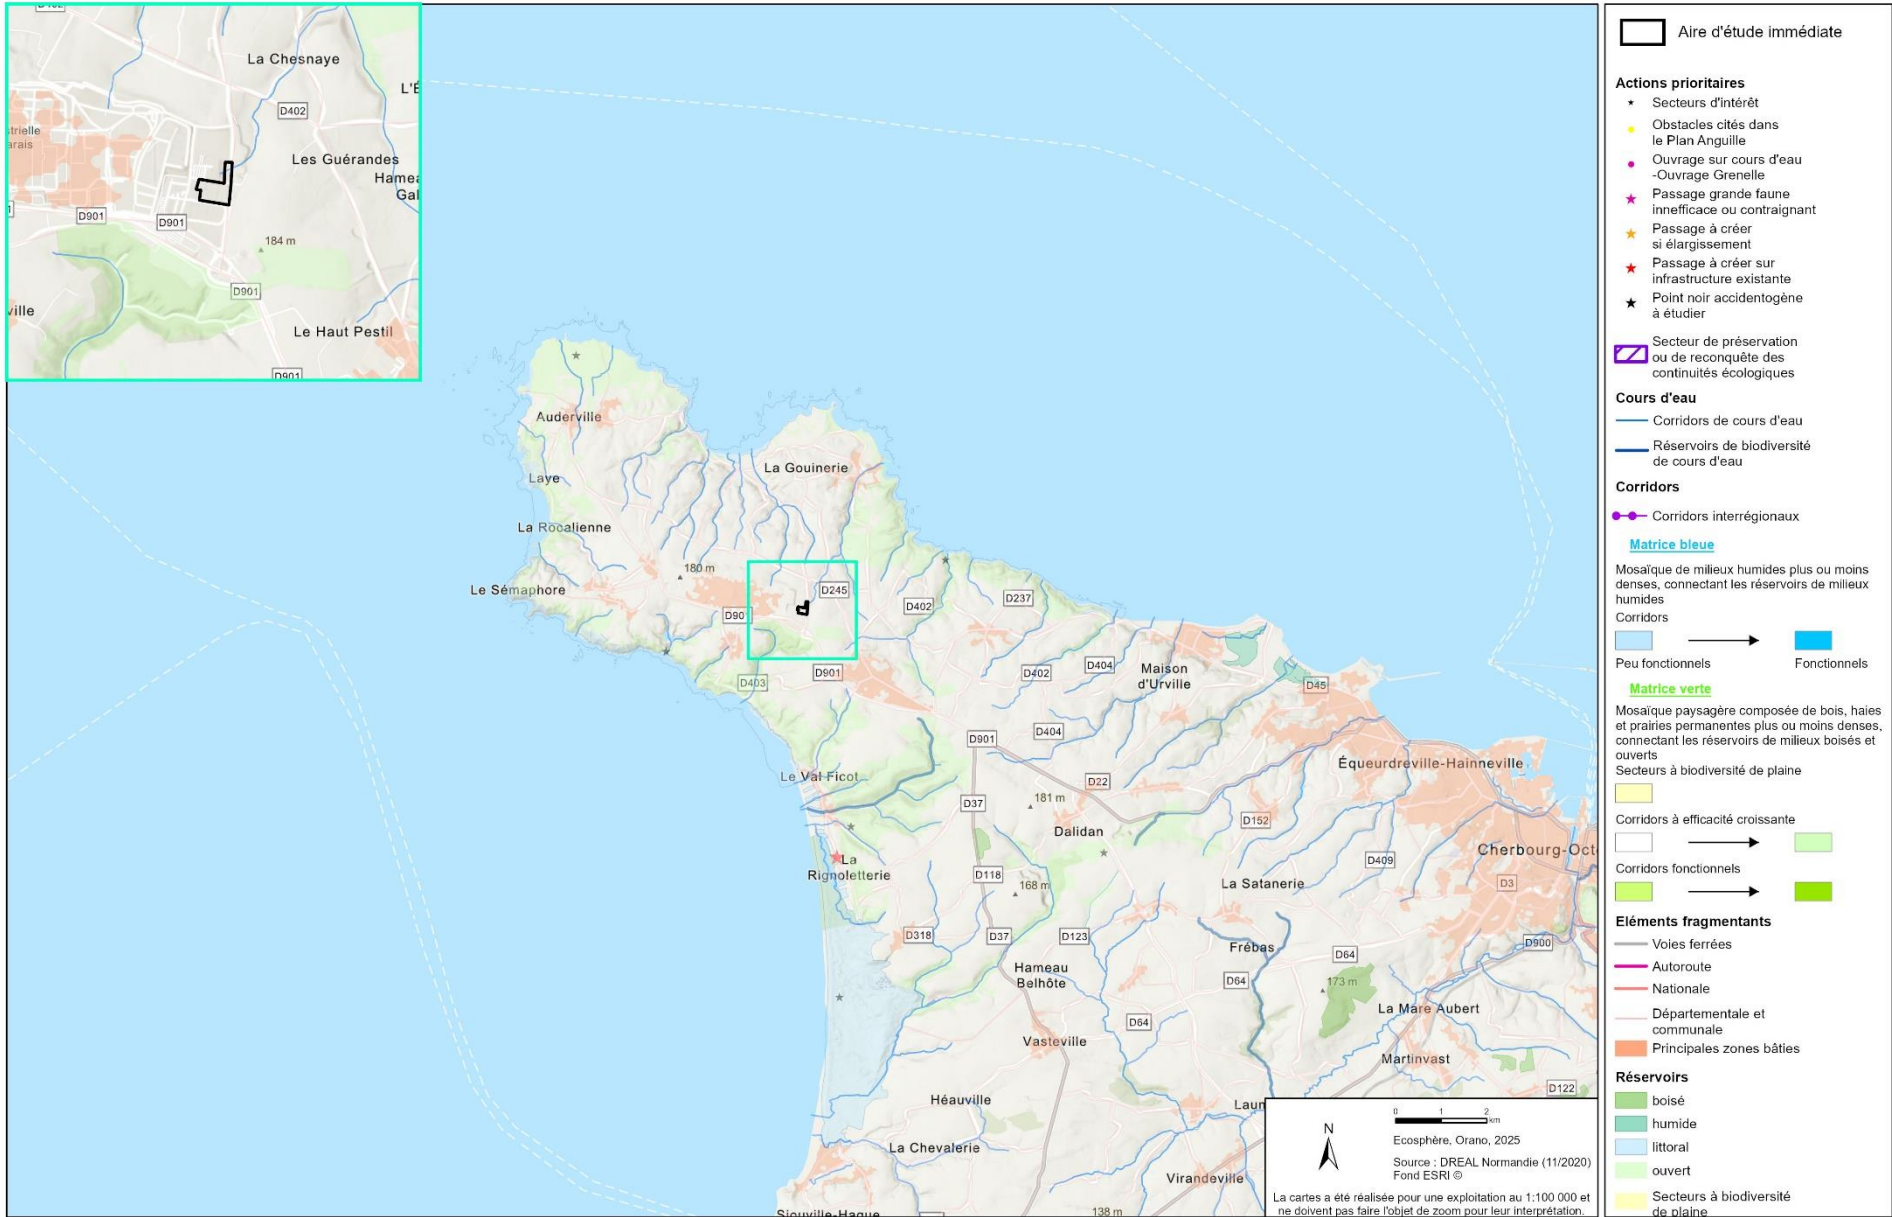 La Chesnaye
D402
Les Guérandes
D901
D901
184 m
D901
Le Haut Pestil
D901
Auderville
La Gouinerie
Laye
La Rocalienne
180 m
Le Sémaphore
D245
D90
D402
D237
D901
D403
D402
D404
Maison
d'Urville
D45
D901
D404
Le Val Ficot
D22
Équeurdreville-Hainneville
D37
181 m
Dalidan
D152
D409
Cherbourg-Oct
La
Rignoletterie
D118
168 m
La Satanerie
D3
D318
D37
D123
Frébas
D64
D900
Hameau
Belhôte
D64
173 m
La Mare Aubert
D64
Vasteville
Martinvast
D122
Héauville
Laun
La Chevalerie
Virandeville
Siouville-Hague
138 m
N
0 1 2
km
Ecosphère, Orano, 2025
Source : DREAL Normandie (11/2020)
Fond ESRI ©
La cartes a été réalisée pour une exploitation au 1:100 000 et
ne doivent pas faire l'objet de zoom pour leur interprétation.
Aire d'étude immédiate
Actions prioritaires
Secteurs d'intérêt
Obstacles cités dans
le Plan Anguille
Ouvrage sur cours d'eau
-Ouvrage Grenelle
Passage grande faune
innefficace ou contraignant
Passage à créer
si élargissement
Passage à créer sur
infrastructure existante
Point noir accidentogène
à étudier
Secteur de préservation
ou de reconquête des
continuités écologiques
Cours d'eau
Corridors de cours d'eau
Réservoirs de biodiversité
de cours d'eau
Corridors
Corridors interrégionaux
Matrice bleue
Mosaïque de milieux humides plus ou moins
denses, connectant les réservoirs de milieux
humides
Corridors
Peu fonctionnels Fonctionnels
Matrice verte
Mosaïque paysagère composée de bois, haies
et prairies permanentes plus ou moins denses,
connectant les réservoirs de milieux boisés et
ouverts
Secteurs à biodiversité de plaine
Corridors à efficacité croissante
Corridors fonctionnels
Eléments fragmentants
Voies ferrées
Autoroute
Nationale
Départementale et
communale
Principales zones bâties
Réservoirs
boisé
humide
littoral
ouvert
Secteurs à biodiversité
de plaine